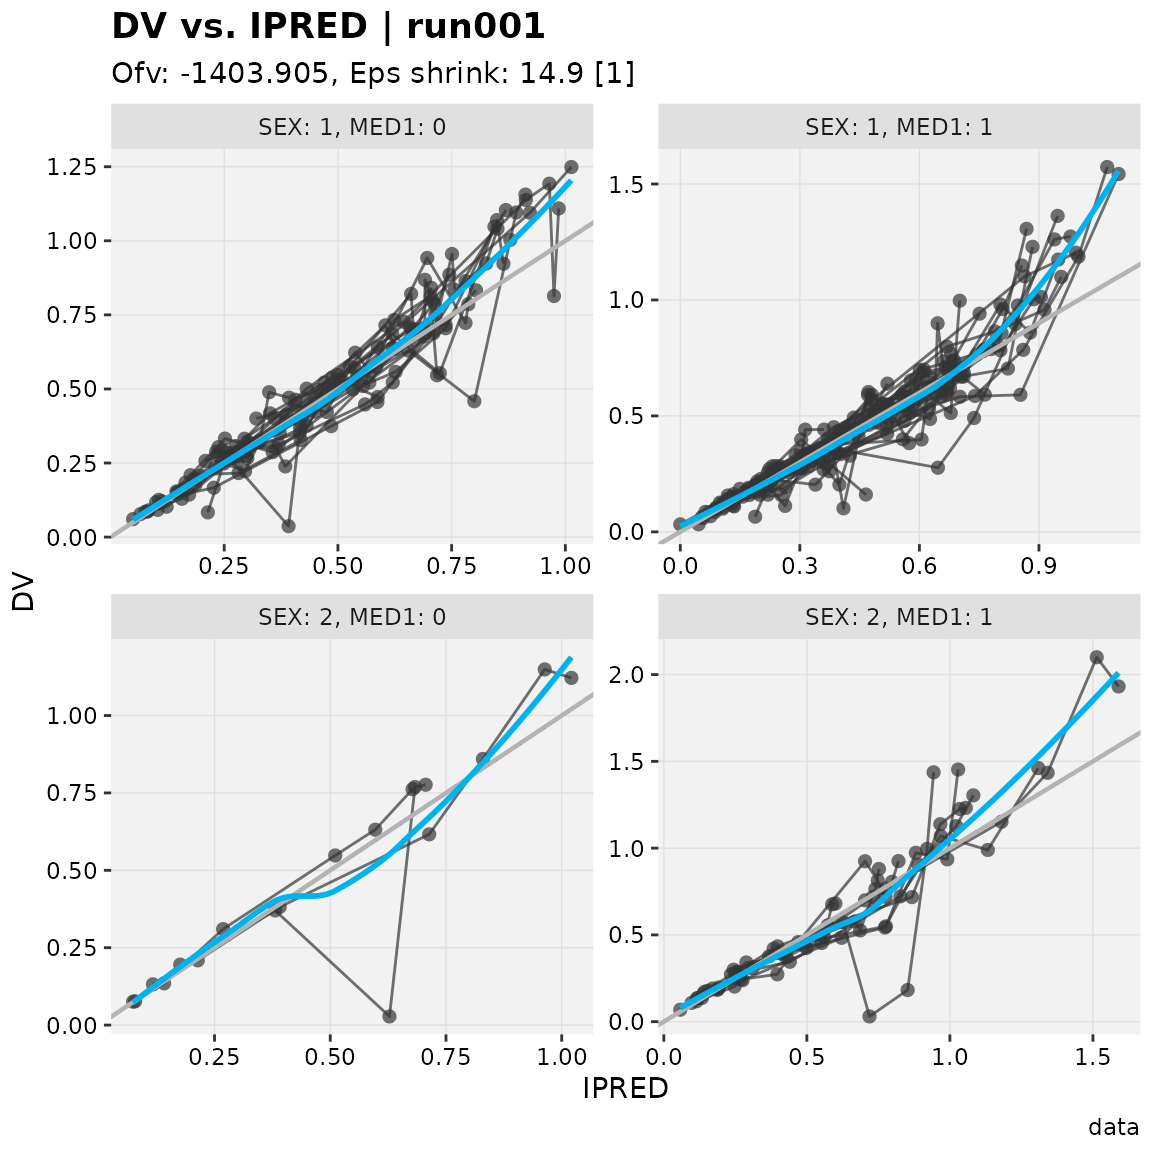 DV vs. IPRED | run001
Ofv: -1403.905, Eps shrink: 14.9 [1]
SEX: 1, MED1: 0
SEX: 1, MED1: 1
1.25
1.00
0.75
0.50
0.25
0.00
1.5
1.0
0.5
0.0
0.25 0.50 0.75 1.00
0.0 0.3 0.6 0.9
DV
SEX: 2, MED1: 0
SEX: 2, MED1: 1
1.00
0.75
0.50
0.25
0.00
2.0
1.5
1.0
0.5
0.0
0.25 0.50 0.75 1.00
0.0 0.5 1.0 1.5
IPRED
data